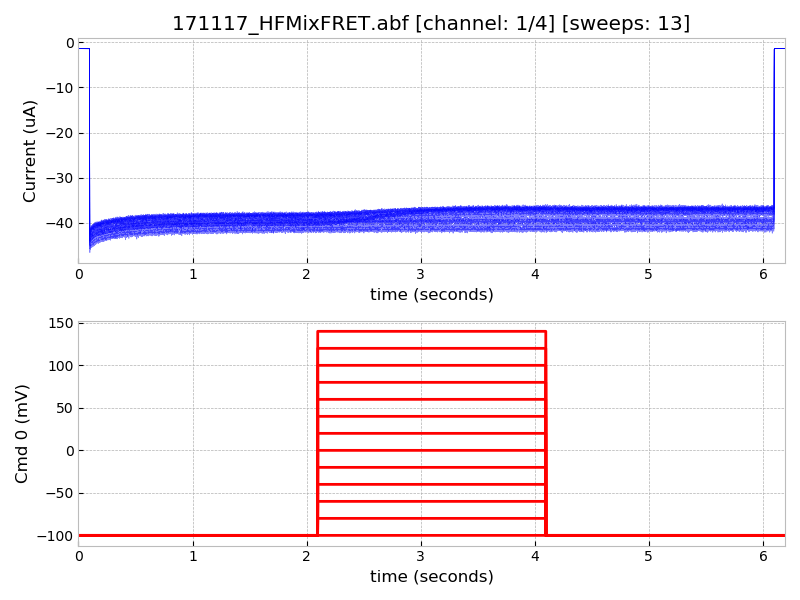 171117_HFMixFRET.abf [channel: 1/4] [sweeps: 13]
0
−10
−20
−30
−40
Current (uA)
0 1 2 3 4 5 6
time (seconds)
150
100
50
0
−50
−100
Cmd 0 (mV)
0 1 2 3 4 5 6
time (seconds)